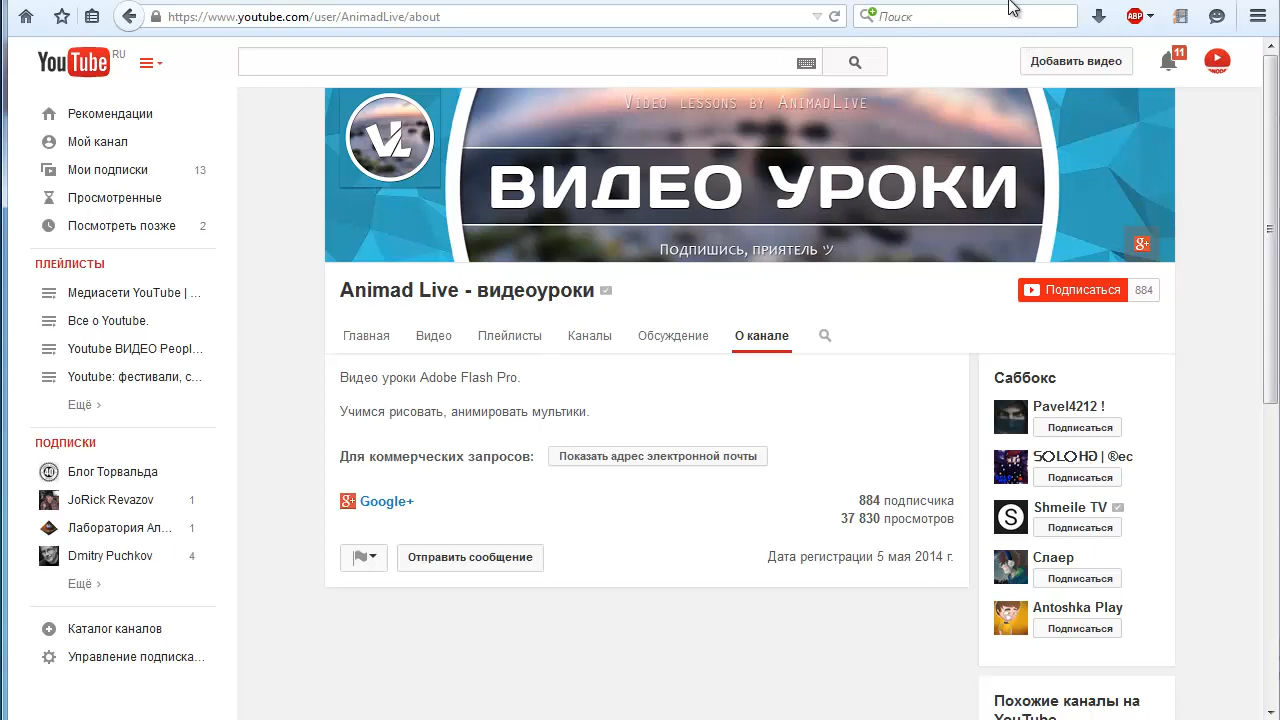 https://www.youtube.com/user/AnimadLive/about
Поиск
ABP
YouTube RU
Добавить видео
11
Рекомендации
Мой канал
Мои подписки 13
Просмотренные
Посмотреть позже 2
ПЛЕЙЛИСТЫ
Медиасети YouTube | ...
Все о Youtube.
Youtube ВИДЕО Peopl...
Youtube: фестивали, с...
Ещё ›
ПОДПИСКИ
Блог Торвальда
JoRick Revazov 1
Лаборатория Ал... 1
Dmitry Puchkov 4
Ещё ›
Каталог каналов
Управление подписка...
Video lessons by AnimadLive
VL
ВИДЕО УРОКИ
Подпишись, приятель ツ
g+
Animad Live - видеоуроки
Подписаться 884
Главная Видео Плейлисты Каналы Обсуждение О канале
Видео уроки Adobe Flash Pro.
Учимся рисовать, анимировать мультики.
Для коммерческих запросов: Показать адрес электронной почты
g+ Google+
884 подписчика
37 830 просмотров
Отправить сообщение
Дата регистрации 5 мая 2014 г.
Саббокс
Pavel4212 !
Подписаться
SOLOHƏ | ®ec
Подписаться
S
Shmeile TV
Подписаться
Слаер
Подписаться
Antoshka Play
Подписаться
Похожие каналы на
YouTube